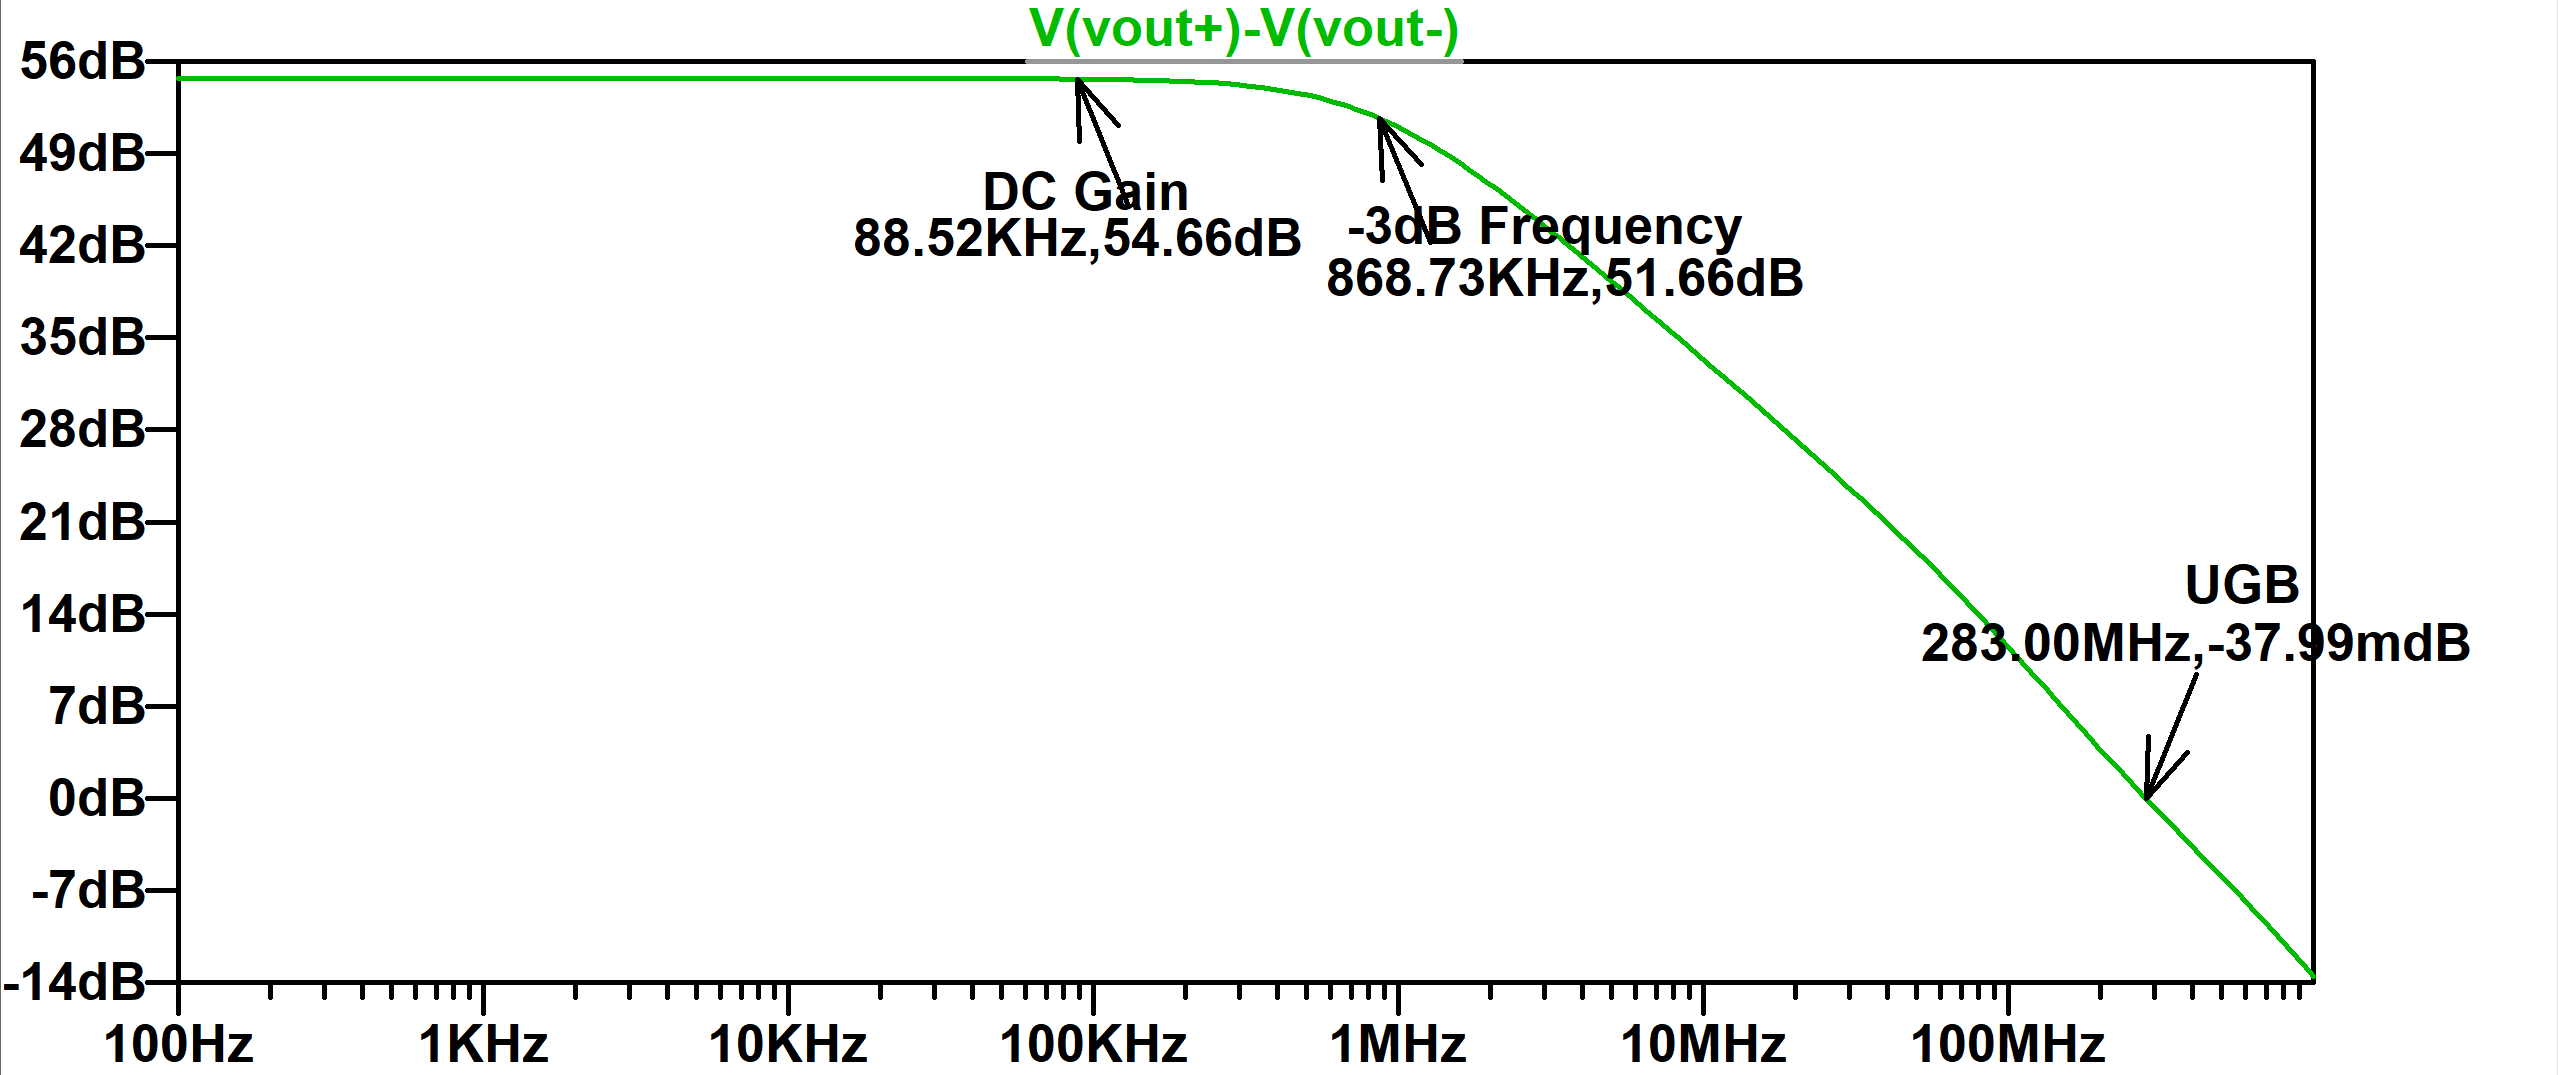 V(vout+)-V(vout-)
56dB
49dB
42dB
35dB
28dB
21dB
14dB
7dB
0dB
-7dB
-14dB
DC Gain
88.52KHz,54.66dB
-3dB Frequency
868.73KHz,51.66dB
UGB
283.00MHz,-37.99mdB
100Hz 1KHz 10KHz 100KHz 1MHz 10MHz 100MHz